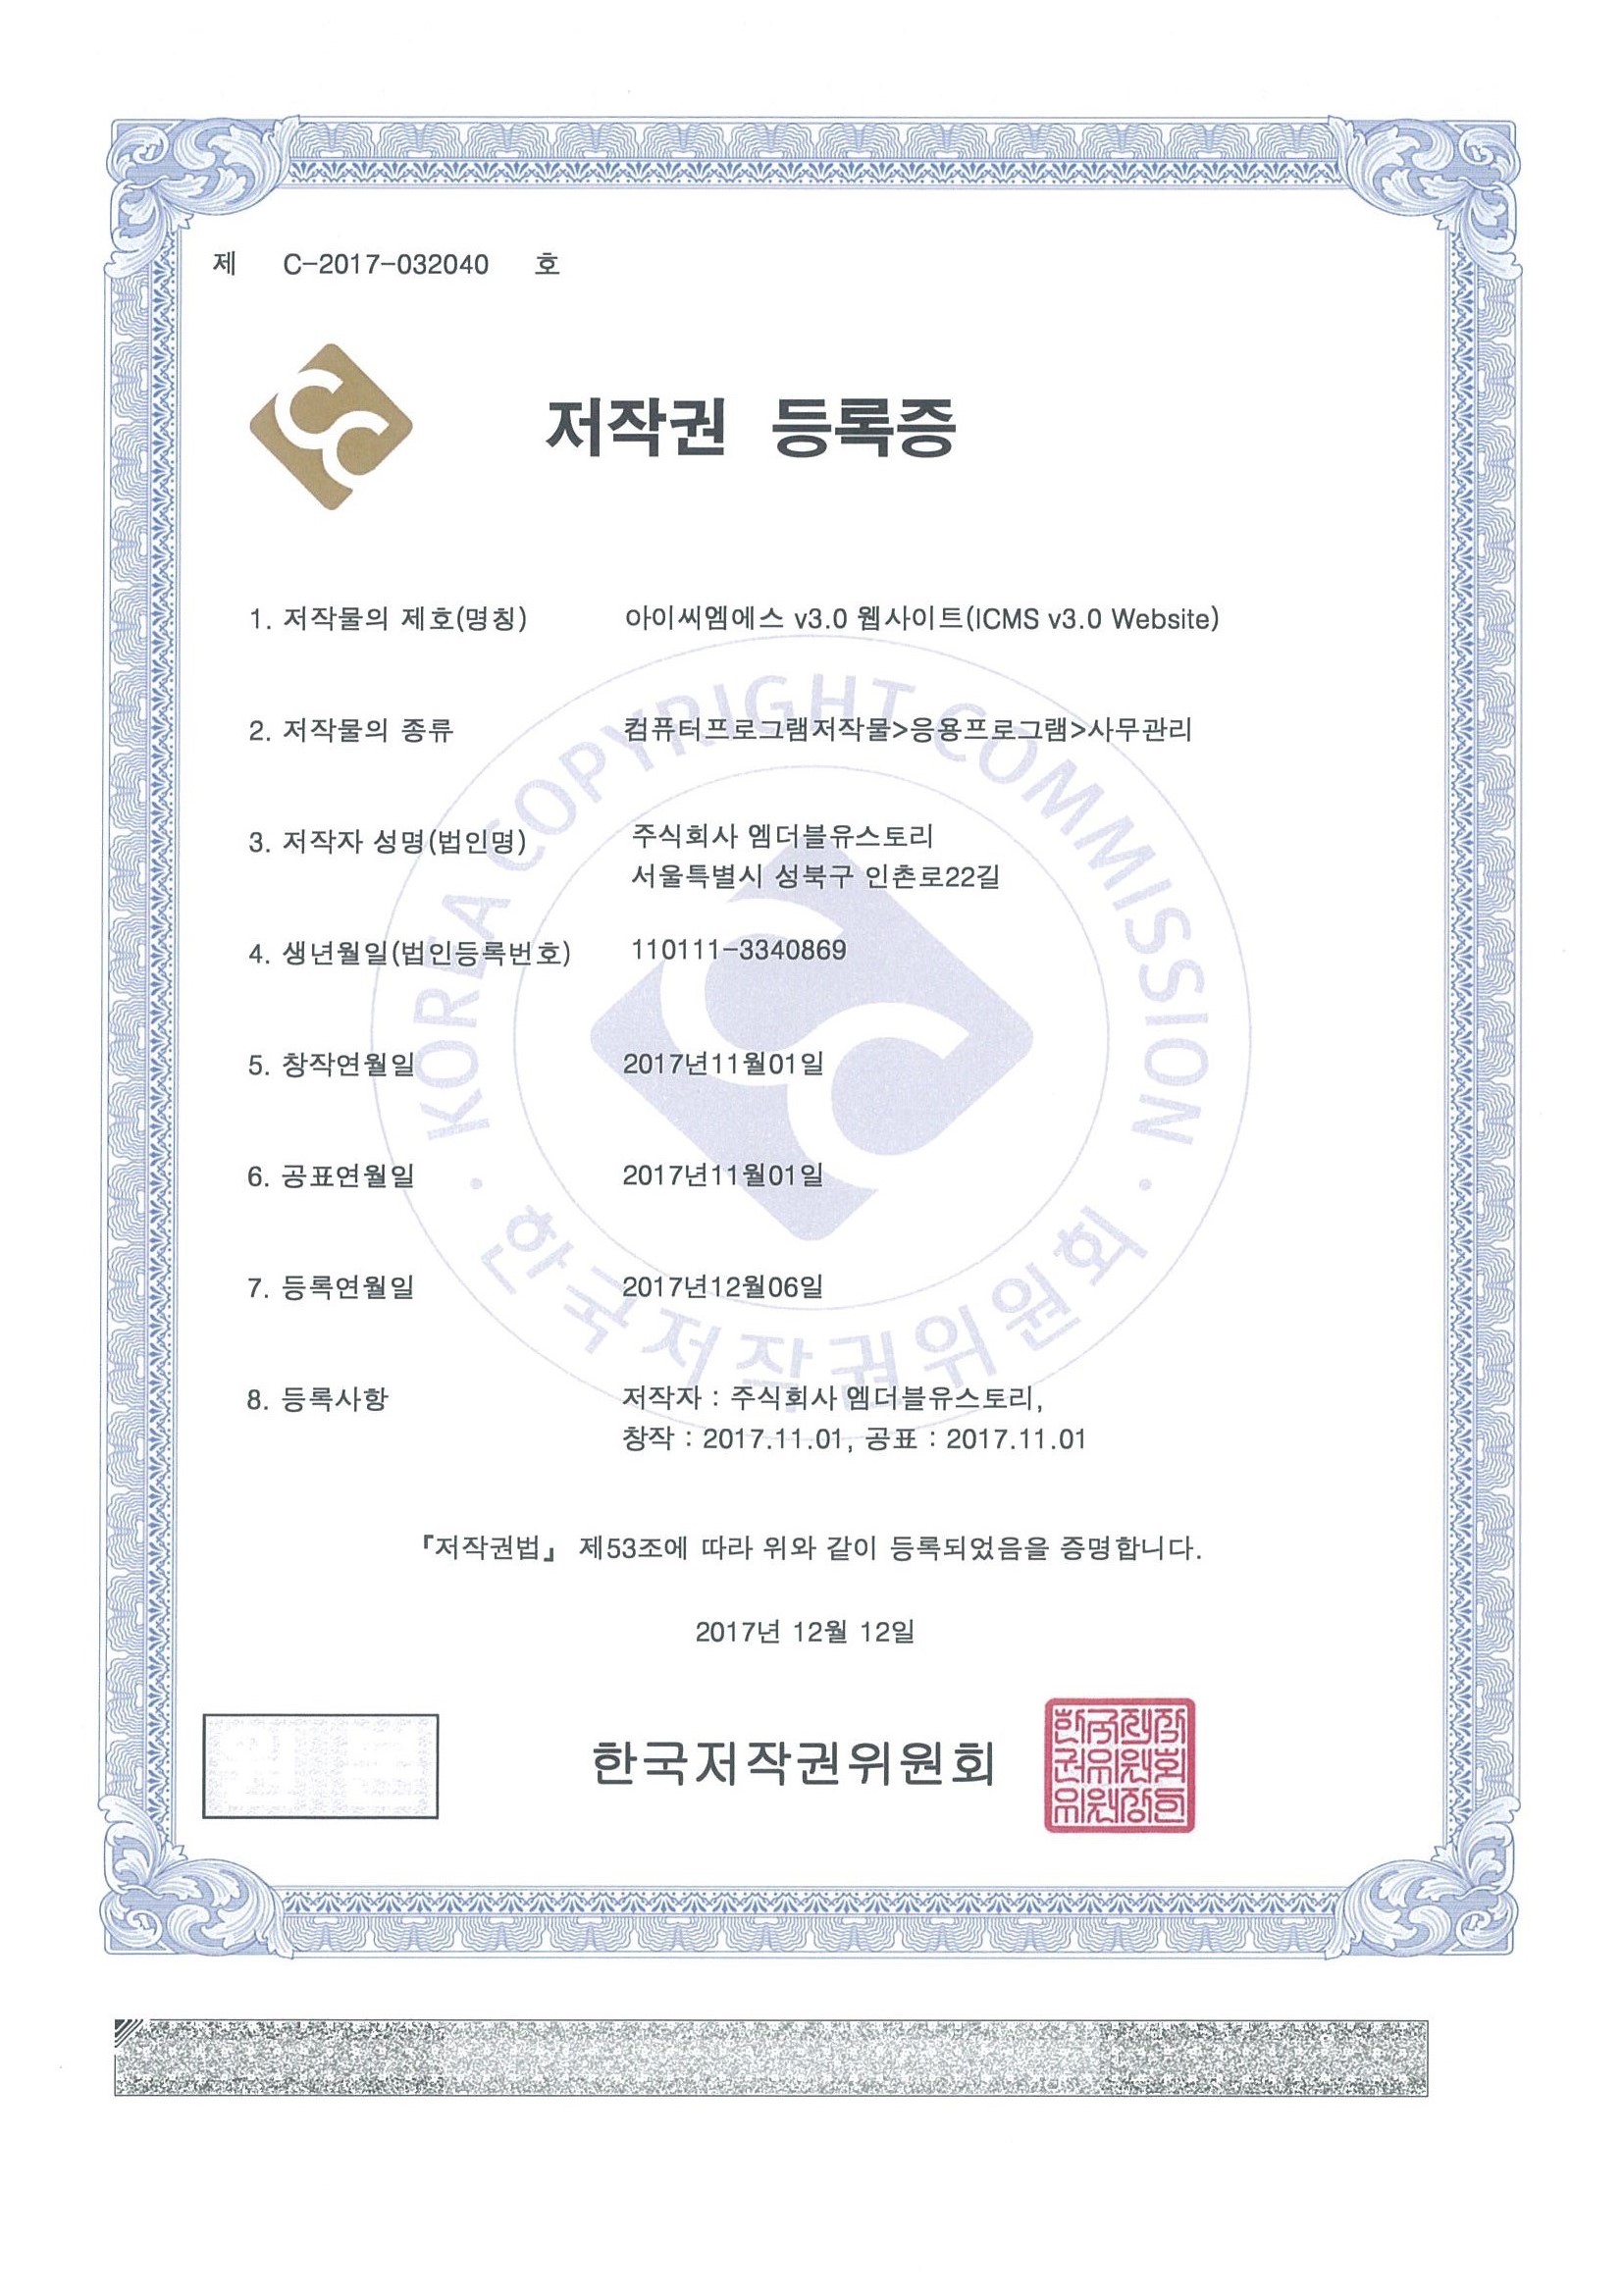 제 C-2017-032040 호
저작권 등록증
1. 저작물의 제호(명칭) 아이씨엠에스 v3.0 웹사이트(ICMS v3.0 Website)
2. 저작물의 종류 컴퓨터프로그램저작물>응용프로그램>사무관리
3. 저작자 성명(법인명) 주식회사 엠더블유스토리
서울특별시 성북구 인촌로22길
4. 생년월일(법인등록번호) 110111-3340869
5. 창작연월일 2017년11월01일
6. 공표연월일 2017년11월01일
7. 등록연월일 2017년12월06일
8. 등록사항 저작자 : 주식회사 엠더블유스토리,
창작 : 2017.11.01, 공표 : 2017.11.01
『저작권법』 제53조에 따라 위와 같이 등록되었음을 증명합니다.
2017년 12월 12일
한국저작권위원회
· KOREA COPYRIGHT COMMISSION ·
한국저작권위원회